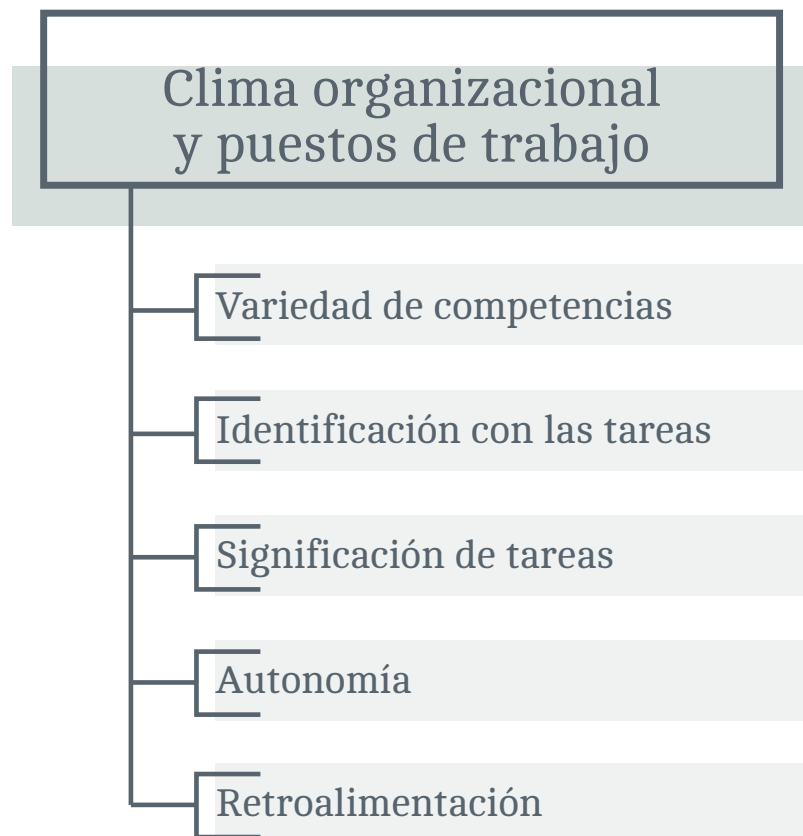 Clima organizacional
y puestos de trabajo
Variedad de competencias
Identificación con las tareas
Significación de tareas
Autonomía
Retroalimentación